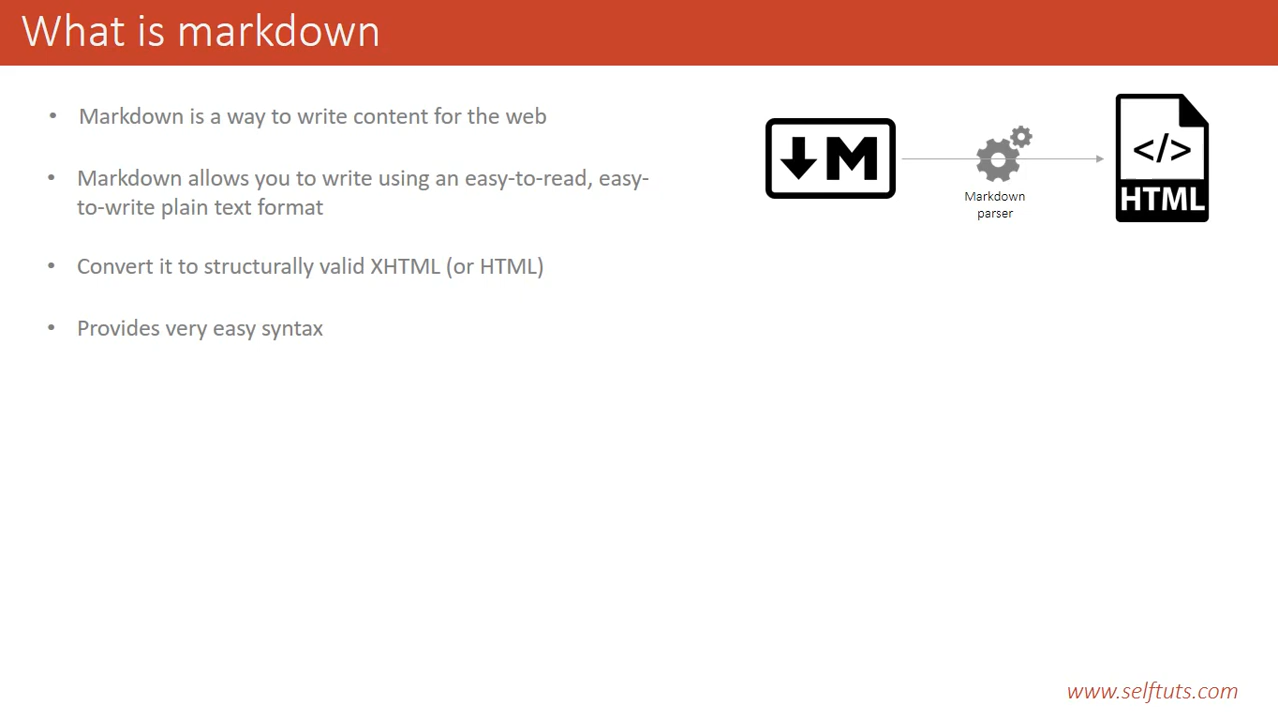 What is markdown
• Markdown is a way to write content for the web
• Markdown allows you to write using an easy-to-read, easy-
to-write plain text format
• Convert it to structurally valid XHTML (or HTML)
• Provides very easy syntax
M
Markdown
parser
</>
HTML
www.selftuts.com